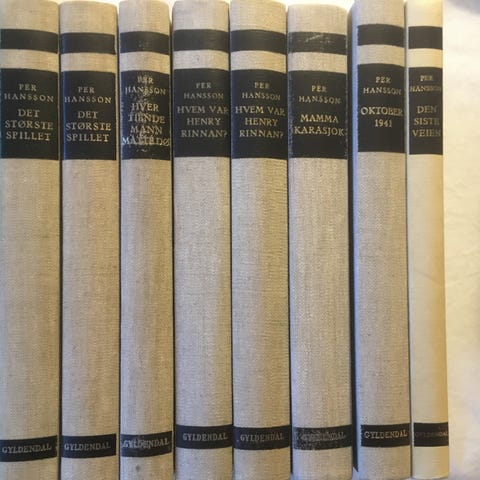 PER
HANSSON
DET
STØRSTE
SPILLET
GYLDENDAL
PER
HANSSON
DET
STØRSTE
SPILLET
GYLDENDAL
PER
HANSSON
HVER
TIENDE
MANN
MÅTTE DØ
GYLDENDAL
PER
HANSSON
HVEM VAR
HENRY
RINNAN?
GYLDENDAL
PER
HANSSON
HVEM VAR
HENRY
RINNAN?
GYLDENDAL
PER
HANSSON
MAMMA
KARASJOK
GYLDENDAL
PER
HANSSON
OKTOBER
1941
GYLDENDAL
PER
HANSSON
DEN
SISTE
VEIEN
GYLDENDAL